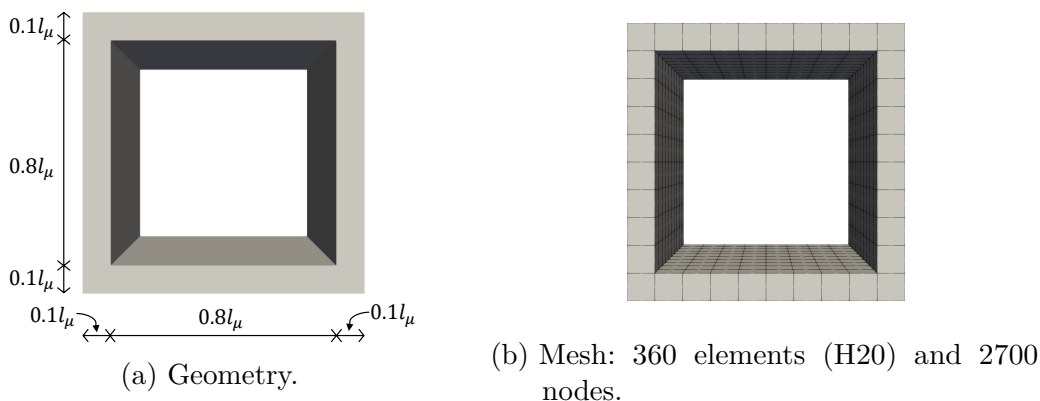 0.1lμ
0.8lμ
0.1lμ
0.1lμ
0.8lμ
0.1lμ
(a) Geometry.
(b) Mesh: 360 elements (H20) and 2700
nodes.